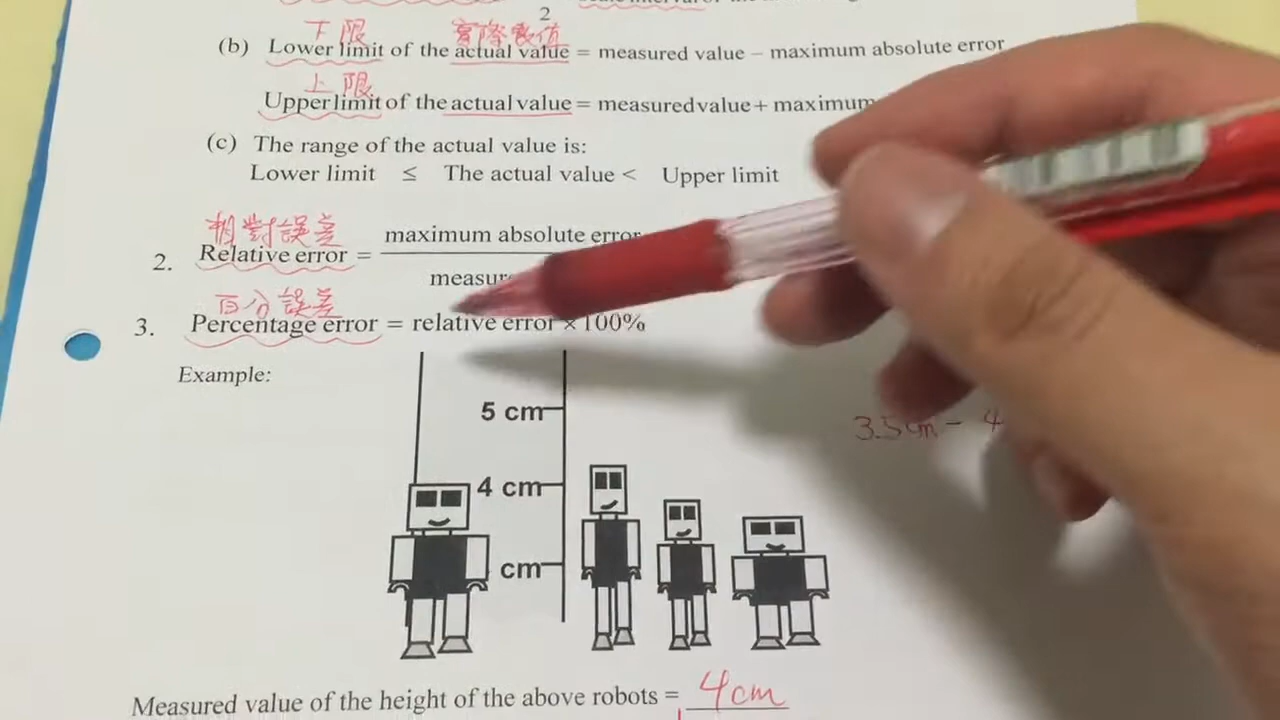 2
下限 實際數值
(b) Lower limit of the actual value = measured value − maximum absolute error
上限
Upper limit of the actual value = measured value + maximum
(c) The range of the actual value is:
Lower limit ≤ The actual value < Upper limit
相對誤差
maximum absolute error
2. Relative error =
百分誤差
3. Percentage error = relative error × 100%
Example:
5 cm
3.5cm - 4
4 cm
cm
Measured value of the height of the above robots = 4cm